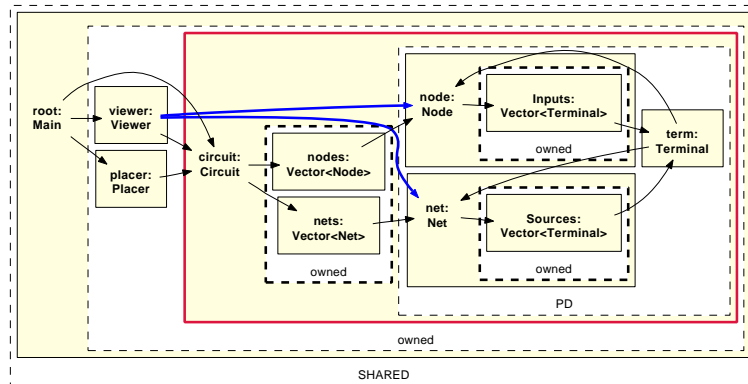 root:
Main
viewer:
Viewer
placer:
Placer
circuit:
Circuit
nodes:
Vector<Node>
nets:
Vector<Net>
owned
node:
Node
Inputs:
Vector<Terminal>
owned
term:
Terminal
net:
Net
Sources:
Vector<Terminal>
owned
PD
owned
SHARED